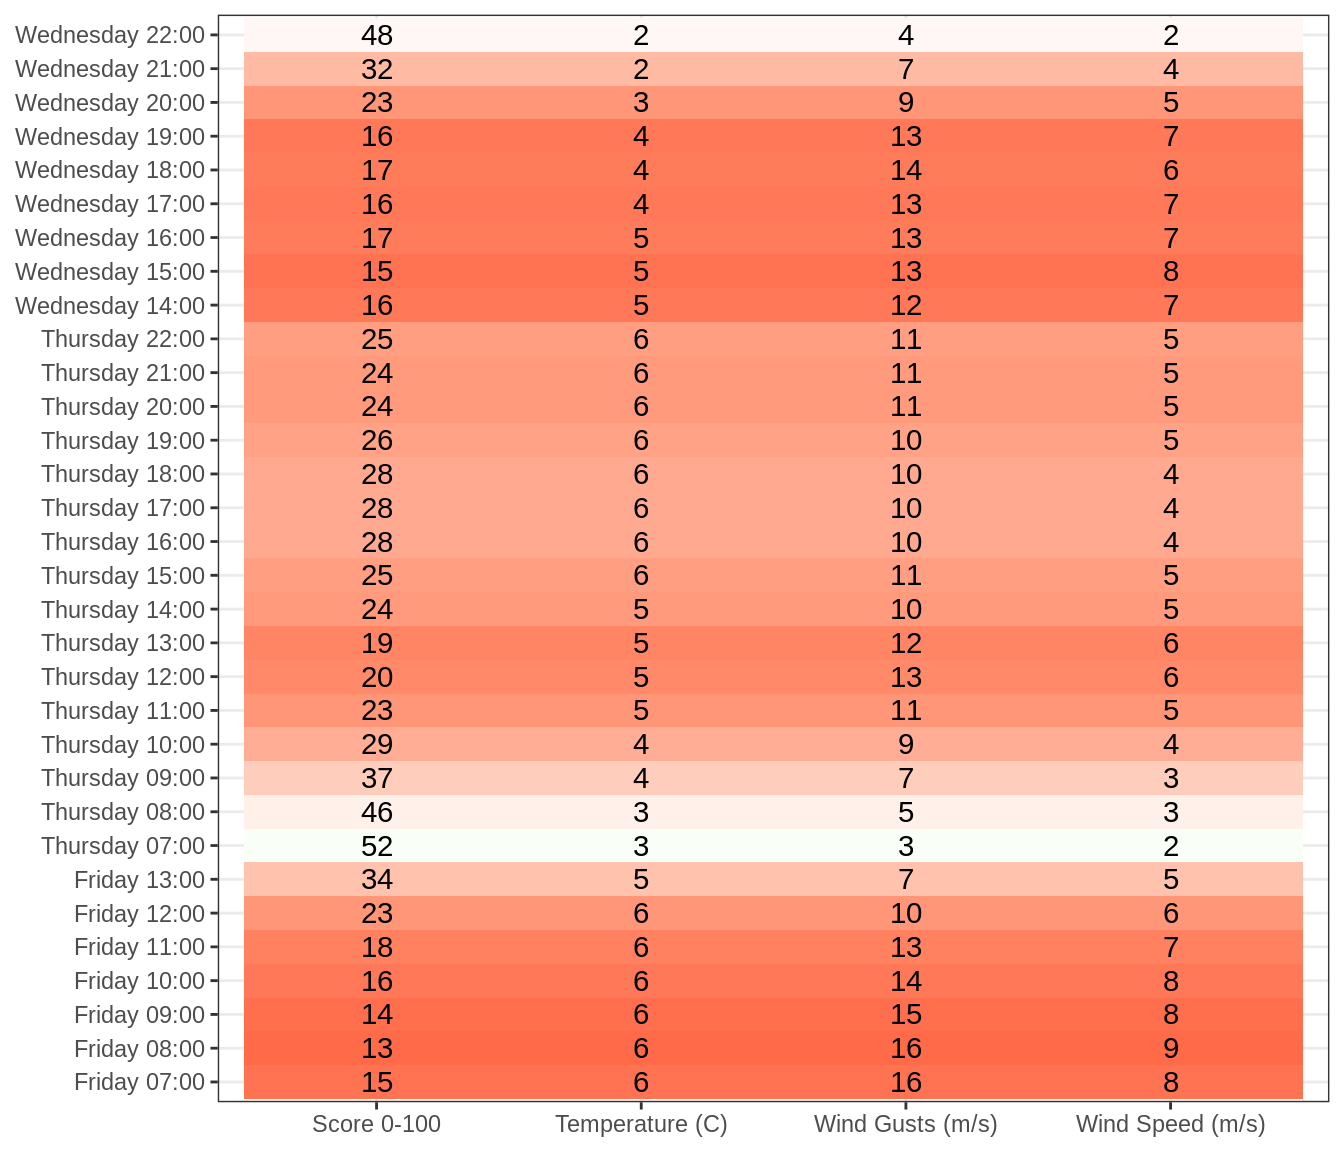 Wednesday 22:00 48 2 4 2
Wednesday 21:00 32 2 7 4
Wednesday 20:00 23 3 9 5
Wednesday 19:00 16 4 13 7
Wednesday 18:00 17 4 14 6
Wednesday 17:00 16 4 13 7
Wednesday 16:00 17 5 13 7
Wednesday 15:00 15 5 13 8
Wednesday 14:00 16 5 12 7
Thursday 22:00 25 6 11 5
Thursday 21:00 24 6 11 5
Thursday 20:00 24 6 11 5
Thursday 19:00 26 6 10 5
Thursday 18:00 28 6 10 4
Thursday 17:00 28 6 10 4
Thursday 16:00 28 6 10 4
Thursday 15:00 25 6 11 5
Thursday 14:00 24 5 10 5
Thursday 13:00 19 5 12 6
Thursday 12:00 20 5 13 6
Thursday 11:00 23 5 11 5
Thursday 10:00 29 4 9 4
Thursday 09:00 37 4 7 3
Thursday 08:00 46 3 5 3
Thursday 07:00 52 3 3 2
Friday 13:00 34 5 7 5
Friday 12:00 23 6 10 6
Friday 11:00 18 6 13 7
Friday 10:00 16 6 14 8
Friday 09:00 14 6 15 8
Friday 08:00 13 6 16 9
Friday 07:00 15 6 16 8
Score 0-100 Temperature (C) Wind Gusts (m/s) Wind Speed (m/s)